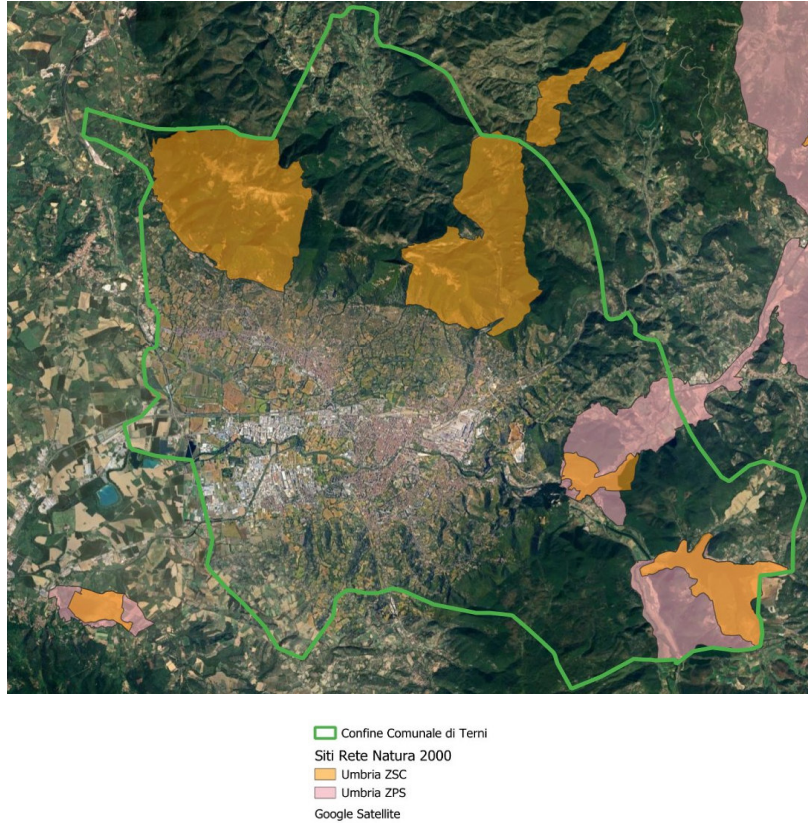 Confine Comunale di Terni
Siti Rete Natura 2000
Umbria ZSC
Umbria ZPS
Google Satellite